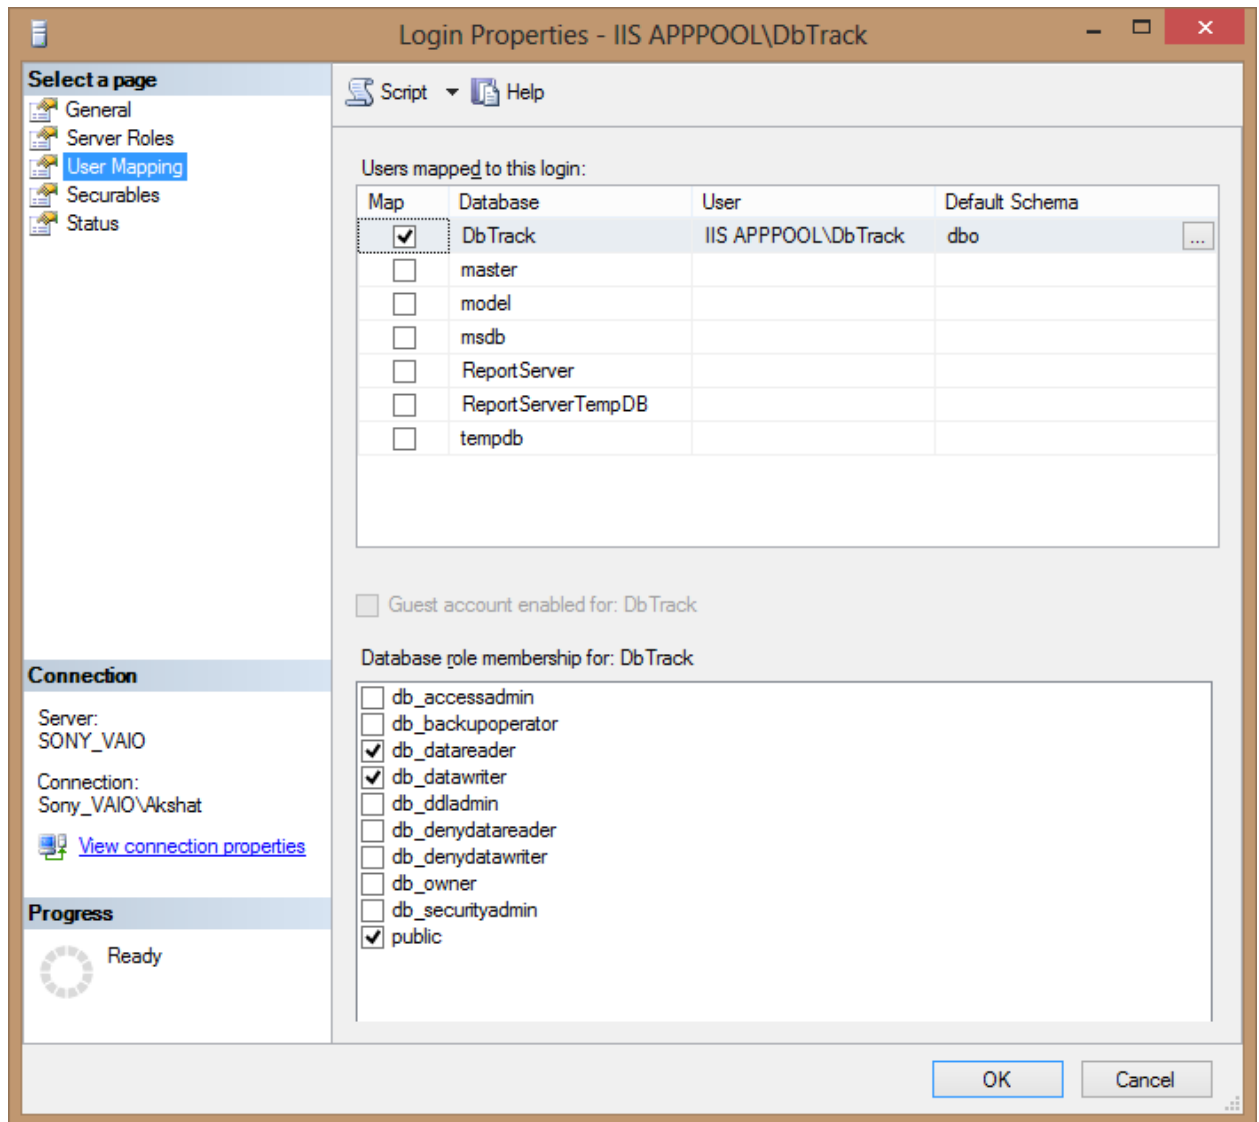 Login Properties - IIS APPPOOL\DbTrack
Select a page
General
Server Roles
User Mapping
Securables
Status
Script
Help
Users mapped to this login:
Map Database User Default Schema
DbTrack IIS APPPOOL\DbTrack dbo ...
master
model
msdb
ReportServer
ReportServerTempDB
tempdb
Guest account enabled for: DbTrack
Database role membership for: DbTrack
db_accessadmin
db_backupoperator
db_datareader
db_datawriter
db_ddladmin
db_denydatareader
db_denydatawriter
db_owner
db_securityadmin
public
Connection
Server:
SONY_VAIO
Connection:
Sony_VAIO\Akshat
View connection properties
Progress
Ready
OK
Cancel